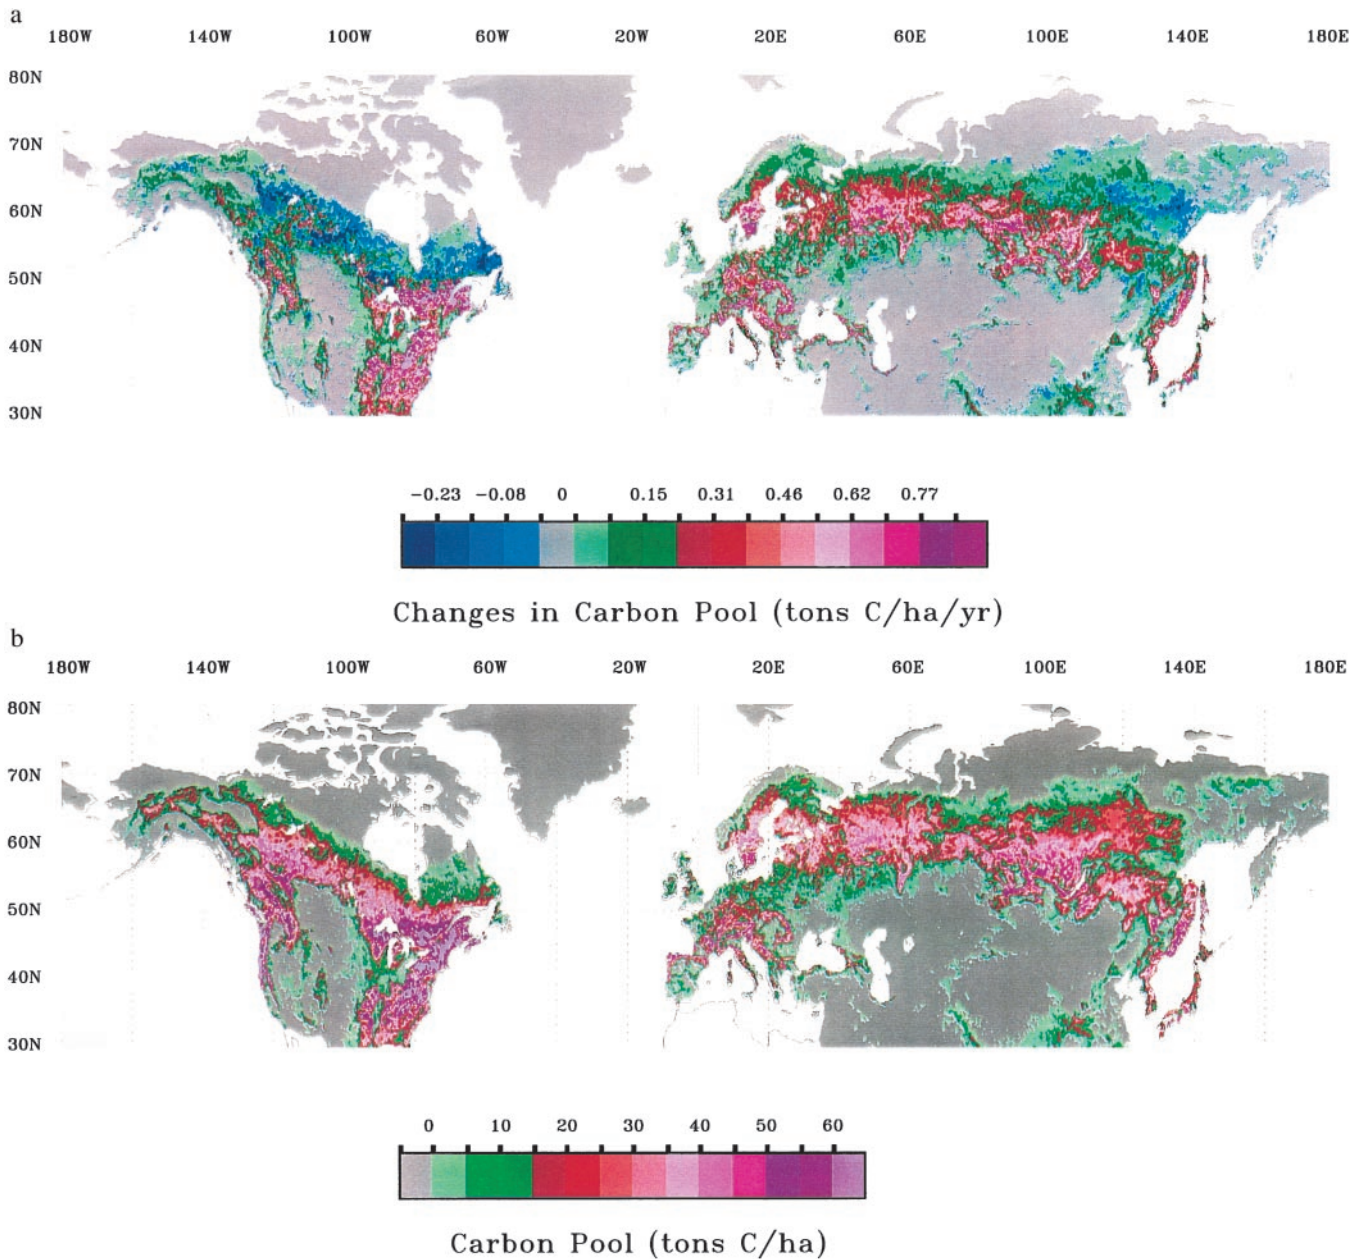 a
180W 140W 100W 60W 20W 20E 60E 100E 140E 180E
80N
70N
60N
50N
40N
30N
-0.23 -0.08 0 0.15 0.31 0.46 0.62 0.77
Changes in Carbon Pool (tons C/ha/yr)
b
180W 140W 100W 60W 20W 20E 60E 100E 140E 180E
80N
70N
60N
50N
40N
30N
0 10 20 30 40 50 60
Carbon Pool (tons C/ha)